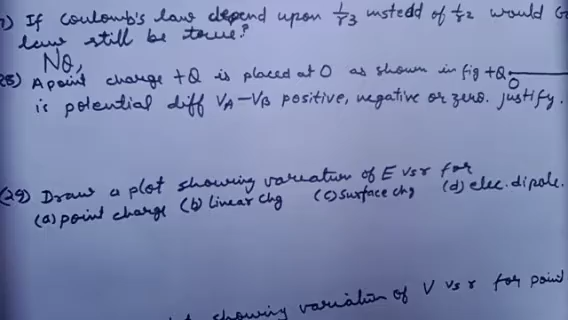 ) If coulomb's law depend upon 1/r3 instedd of 1/r2 would G
law still be true?
No,
28) A point charge +Q is placed at O as shown in fig +Q
O
is potential diff VA-VB positive, negative or zero. justify.
(29) Draw a plot showing variation of E vs r for
(a) point charge (b) linear chg (c) surface chg (d) elec. dipole.
showing variation of V vs r for point